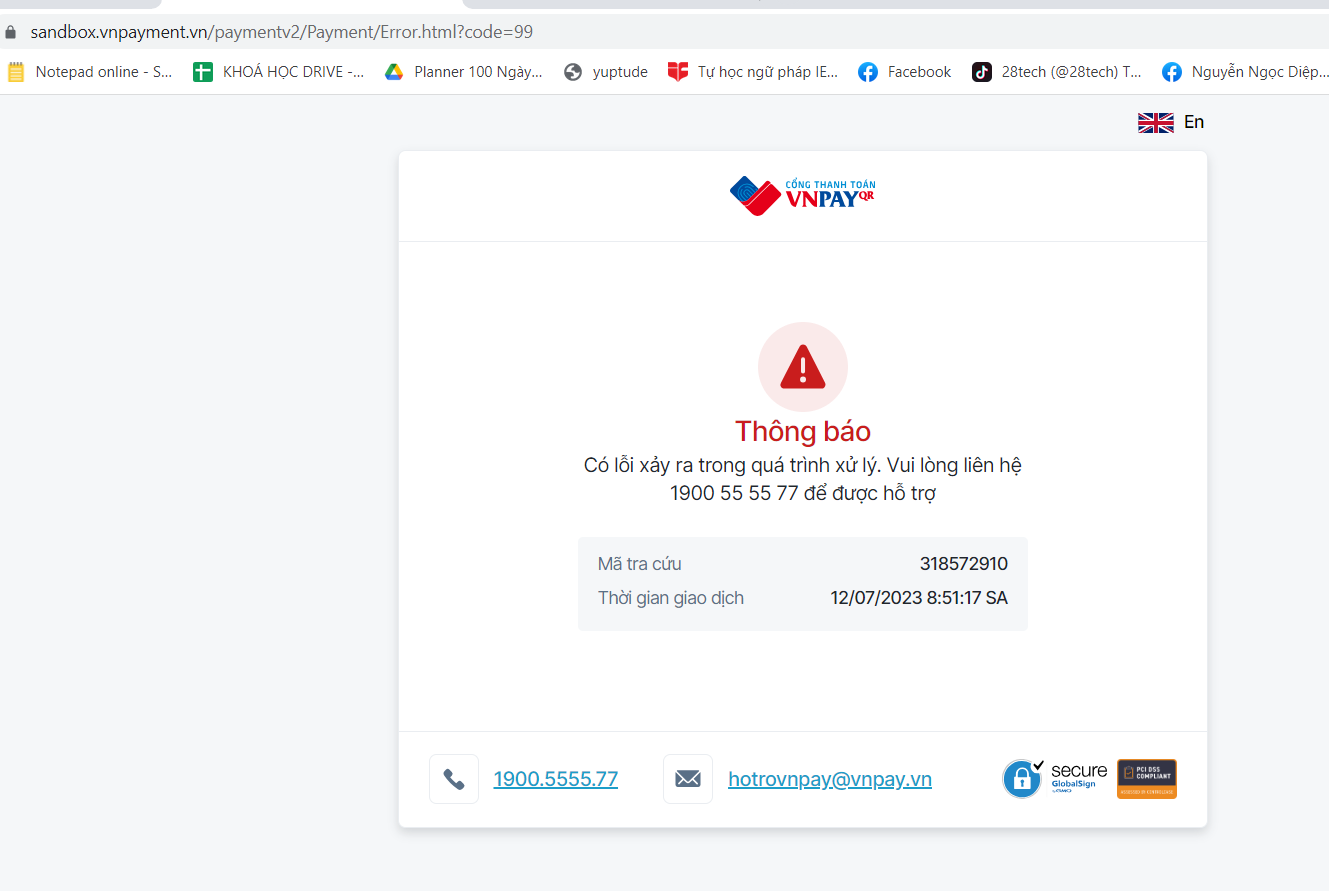 sandbox.vnpayment.vn/paymentv2/Payment/Error.html?code=99
Notepad online - S... KHOÁ HỌC DRIVE -... Planner 100 Ngày... yuptude Tự học ngữ pháp IE... Facebook 28tech (@28tech) T... Nguyễn Ngọc Diệp...
En
CỔNG THANH TOÁN
VNPAYQR
Thông báo
Có lỗi xảy ra trong quá trình xử lý. Vui lòng liên hệ
1900 55 55 77 để được hỗ trợ
Mã tra cứu 318572910
Thời gian giao dịch 12/07/2023 8:51:17 SA
1900.5555.77 hotrovnpay@vnpay.vn
secure
GlobalSign
PCI DSS
COMPLIANT